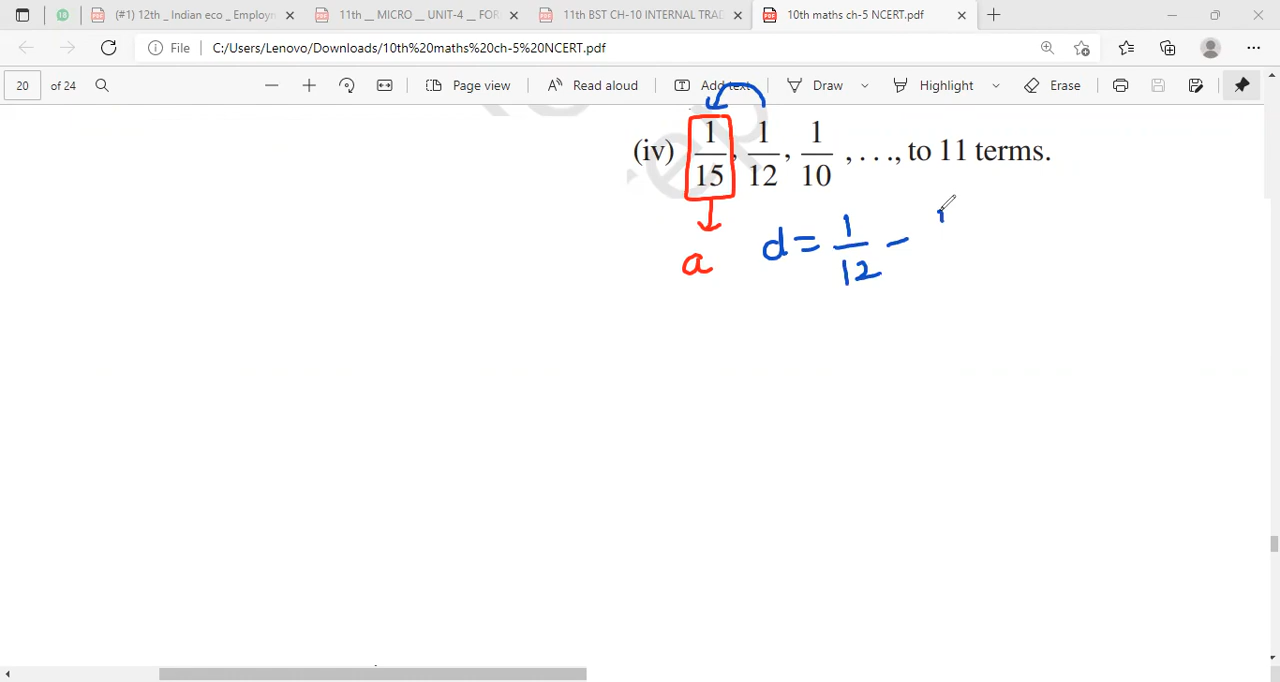 (#1) 12th _ Indian eco _ Employm
11th __ MICRO __ UNIT-4 __ FOR
11th BST CH-10 INTERNAL TRAD
10th maths ch-5 NCERT.pdf
File
C:/Users/Lenovo/Downloads/10th%20maths%20ch-5%20NCERT.pdf
20 of 24
Page view
Read aloud
Add text
Draw
Highlight
Erase
(iv) 1/15, 1/12, 1/10, . . ., to 11 terms.
a
d = 1/12 −